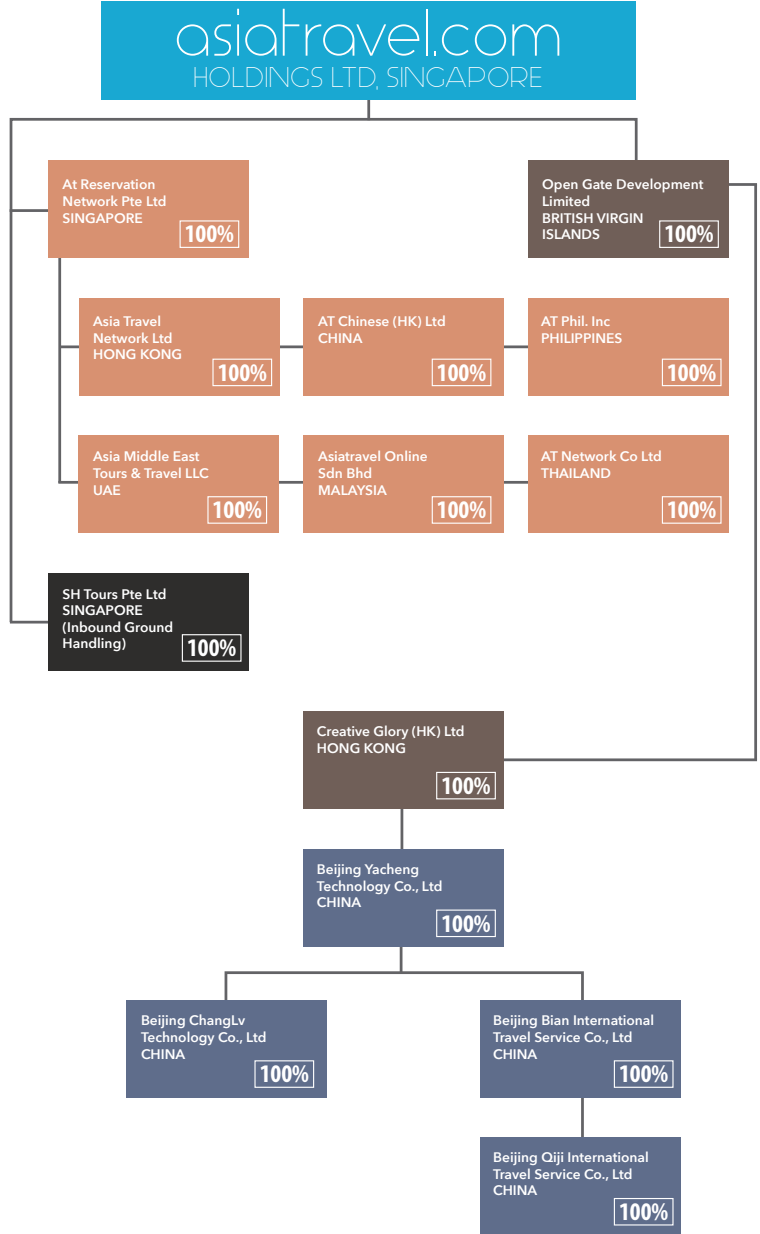 asiatravel.com
HOLDINGS LTD, SINGAPORE
At Reservation
Network Pte Ltd
SINGAPORE
100%
Open Gate Development
Limited
BRITISH VIRGIN
ISLANDS
100%
Asia Travel
Network Ltd
HONG KONG
100%
AT Chinese (HK) Ltd
CHINA
100%
AT Phil. Inc
PHILIPPINES
100%
Asia Middle East
Tours & Travel LLC
UAE
100%
Asiatravel Online
Sdn Bhd
MALAYSIA
100%
AT Network Co Ltd
THAILAND
100%
SH Tours Pte Ltd
SINGAPORE
(Inbound Ground
Handling)
100%
Creative Glory (HK) Ltd
HONG KONG
100%
Beijing Yacheng
Technology Co., Ltd
CHINA
100%
Beijing ChangLv
Technology Co., Ltd
CHINA
100%
Beijing Bian International
Travel Service Co., Ltd
CHINA
100%
Beijing Qiji International
Travel Service Co., Ltd
CHINA
100%